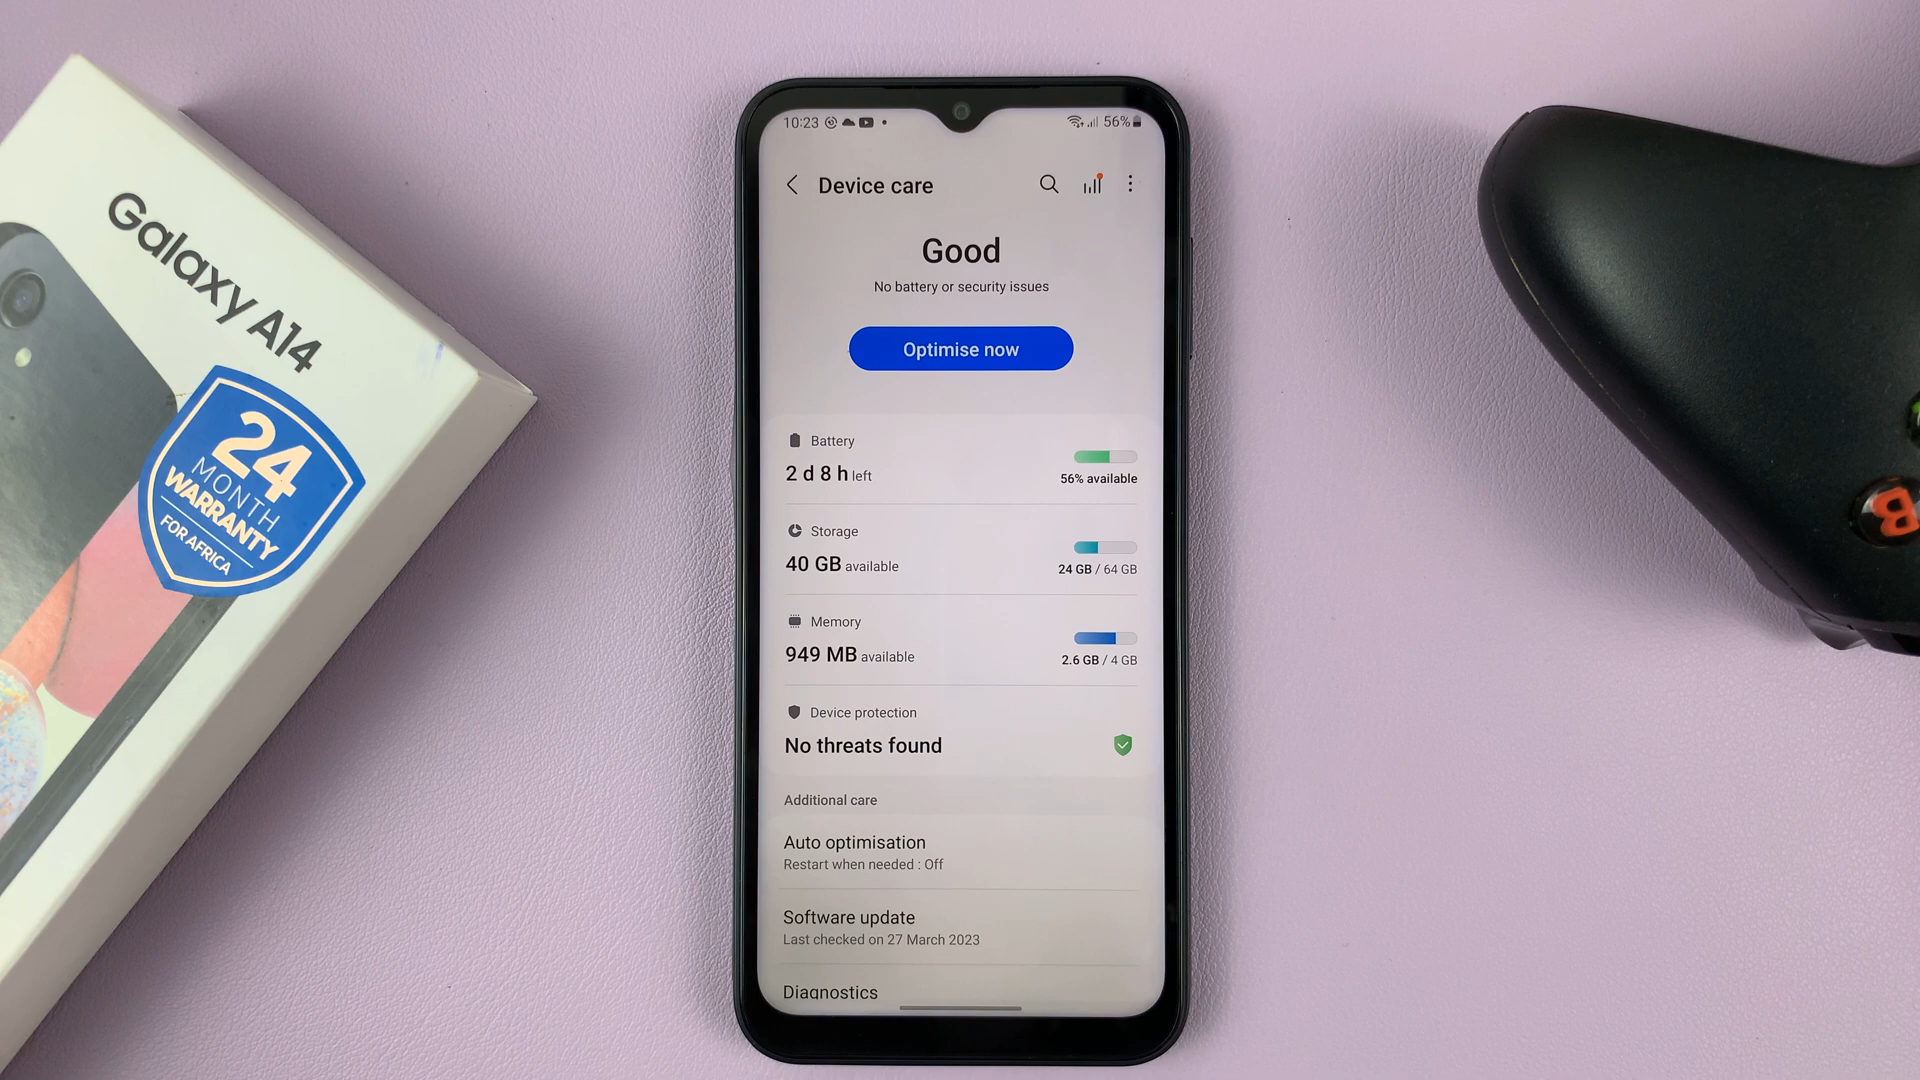 Galaxy A14
24
MONTH
WARRANTY
FOR AFRICA
10:23
56%
Device care
Good
No battery or security issues
Optimise now
Battery
2 d 8 h left
56% available
Storage
40 GB available
24 GB / 64 GB
Memory
949 MB available
2.6 GB / 4 GB
Device protection
No threats found
Additional care
Auto optimisation
Restart when needed : Off
Software update
Last checked on 27 March 2023
Diagnostics
B